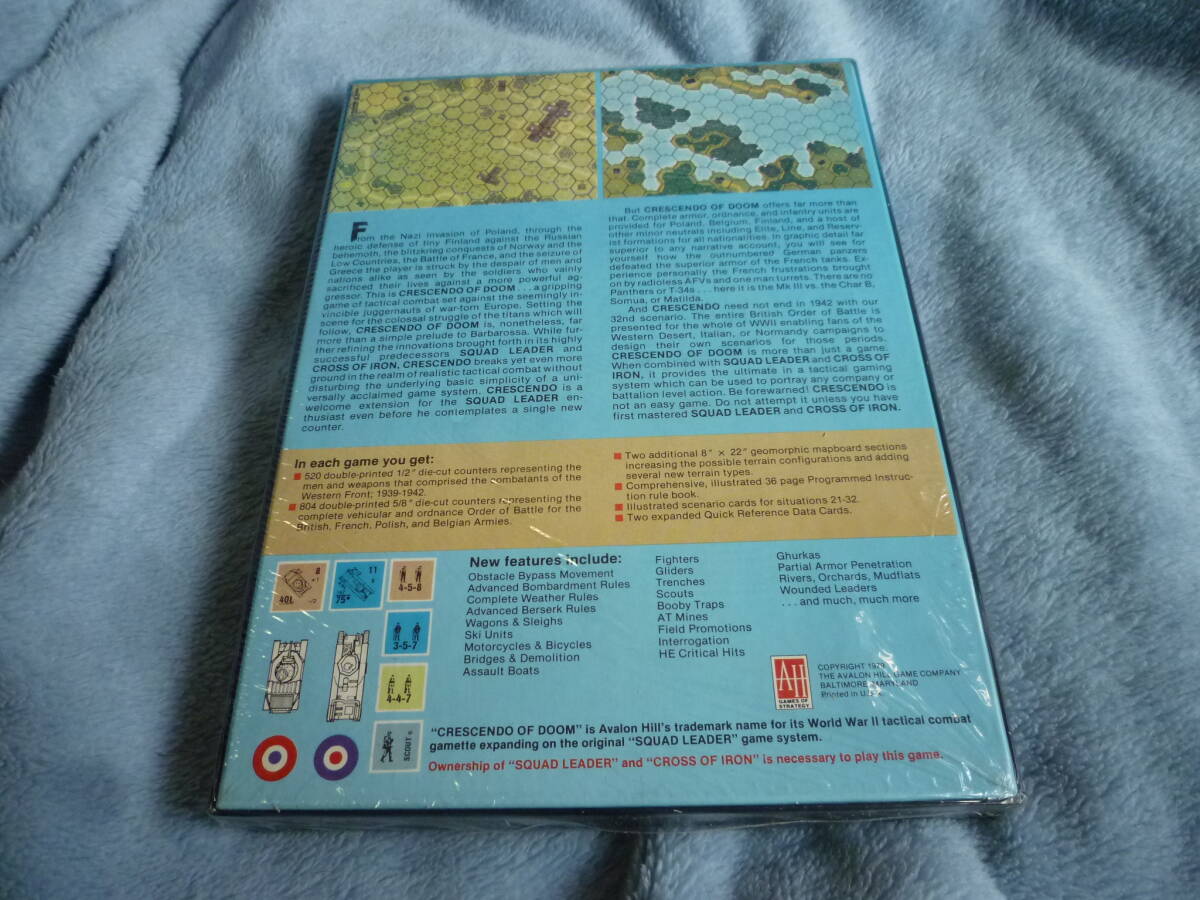 From the Nazi invasion of Poland, through the
heroic defense of tiny Finland against the Russian
behemoth, the blitzkrieg conquests of Norway and the
Low Countries, the Battle of France, and the seizure of
Greece the player is struck by the despair of men and
nations alike as seen by the soldiers who vainly
sacrificed their lives against a more powerful ag-
gressor. This is CRESCENDO OF DOOM . . . a gripping
game of tactical combat set against the seemingly in-
vincible juggernauts of war-torn Europe. Setting the
scene for the colossal struggle of the titans which will
follow, CRESCENDO OF DOOM is, nonetheless, far
more than a simple prelude to Barbarossa. While fur-
ther refining the innovations brought forth in its highly
successful predecessors SQUAD LEADER and
CROSS OF IRON, CRESCENDO breaks yet even more
ground in the realm of realistic tactical combat without
disturbing the underlying basic simplicity of a uni-
versally acclaimed game system. CRESCENDO is a
welcome extension for the SQUAD LEADER en-
thusiast even before he contemplates a single new
counter.
But CRESCENDO OF DOOM offers far more than
that. Complete armor, ordnance, and infantry units are
provided for Poland, Belgium, Finland, and a host of
other minor neutrals including Elite, Line, and Reserv-
ist formations for all nationalities. In graphic detail far
superior to any narrative account, you will see for
yourself how the outnumbered German panzers
defeated the superior armor of the French tanks. Ex-
perience personally the French frustrations brought
on by radioless AFVs and one man turrets. There are no
Panthers or T-34s . . . here it is the Mk III vs. the Char B,
Somua, or Matilda.
And CRESCENDO need not end in 1942 with our
32nd scenario. The entire British Order of Battle is
presented for the whole of WWII enabling fans of the
Western Desert, Italian, or Normandy campaigns to
design their own scenarios for those periods.
CRESCENDO OF DOOM is more than just a game.
When combined with SQUAD LEADER and CROSS OF
IRON, it provides the ultimate in a tactical gaming
system which can be used to portray any company or
battalion level action. Be forewarned! CRESCENDO is
not an easy game. Do not attempt it unless you have
first mastered SQUAD LEADER and CROSS OF IRON.
In each game you get:
520 double-printed 1/2" die-cut counters representing the
men and weapons that comprised the combatants of the
Western Front; 1939-1942.
804 double-printed 5/8" die-cut counters representing the
complete vehicular and ordnance Order of Battle for the
British, French, Polish, and Belgian Armies.
Two additional 8" × 22" geomorphic mapboard sections
increasing the possible terrain configurations and adding
several new terrain types.
Comprehensive, illustrated 36 page Programmed Instruc-
tion rule book.
Illustrated scenario cards for situations 21-32.
Two expanded Quick Reference Data Cards.
8
40L
11
75*
4-5-8
3-5-7
4-4-7
SCOUT
New features include:
Obstacle Bypass Movement
Advanced Bombardment Rules
Complete Weather Rules
Advanced Berserk Rules
Wagons & Sleighs
Ski Units
Motorcycles & Bicycles
Bridges & Demolition
Assault Boats
Fighters
Gliders
Trenches
Scouts
Booby Traps
AT Mines
Field Promotions
Interrogation
HE Critical Hits
Ghurkas
Partial Armor Penetration
Rivers, Orchards, Mudflats
Wounded Leaders
. . . and much, much more
AH
GAMES OF
STRATEGY
COPYRIGHT 1979
THE AVALON HILL GAME COMPANY
BALTIMORE, MARYLAND
Printed in U.S.A.
"CRESCENDO OF DOOM" is Avalon Hill's trademark name for its World War II tactical combat
gamette expanding on the original "SQUAD LEADER" game system.
Ownership of "SQUAD LEADER" and "CROSS OF IRON" is necessary to play this game.